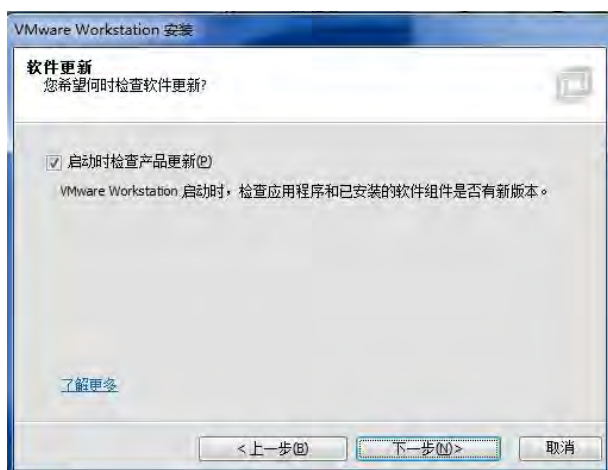 VMware Workstation 安装
软件更新
您希望何时检查软件更新?
启动时检查产品更新(P)
VMware Workstation 启动时，检查应用程序和已安装的软件组件是否有新版本。
了解更多
<上一步(B)
下一步(N)>
取消